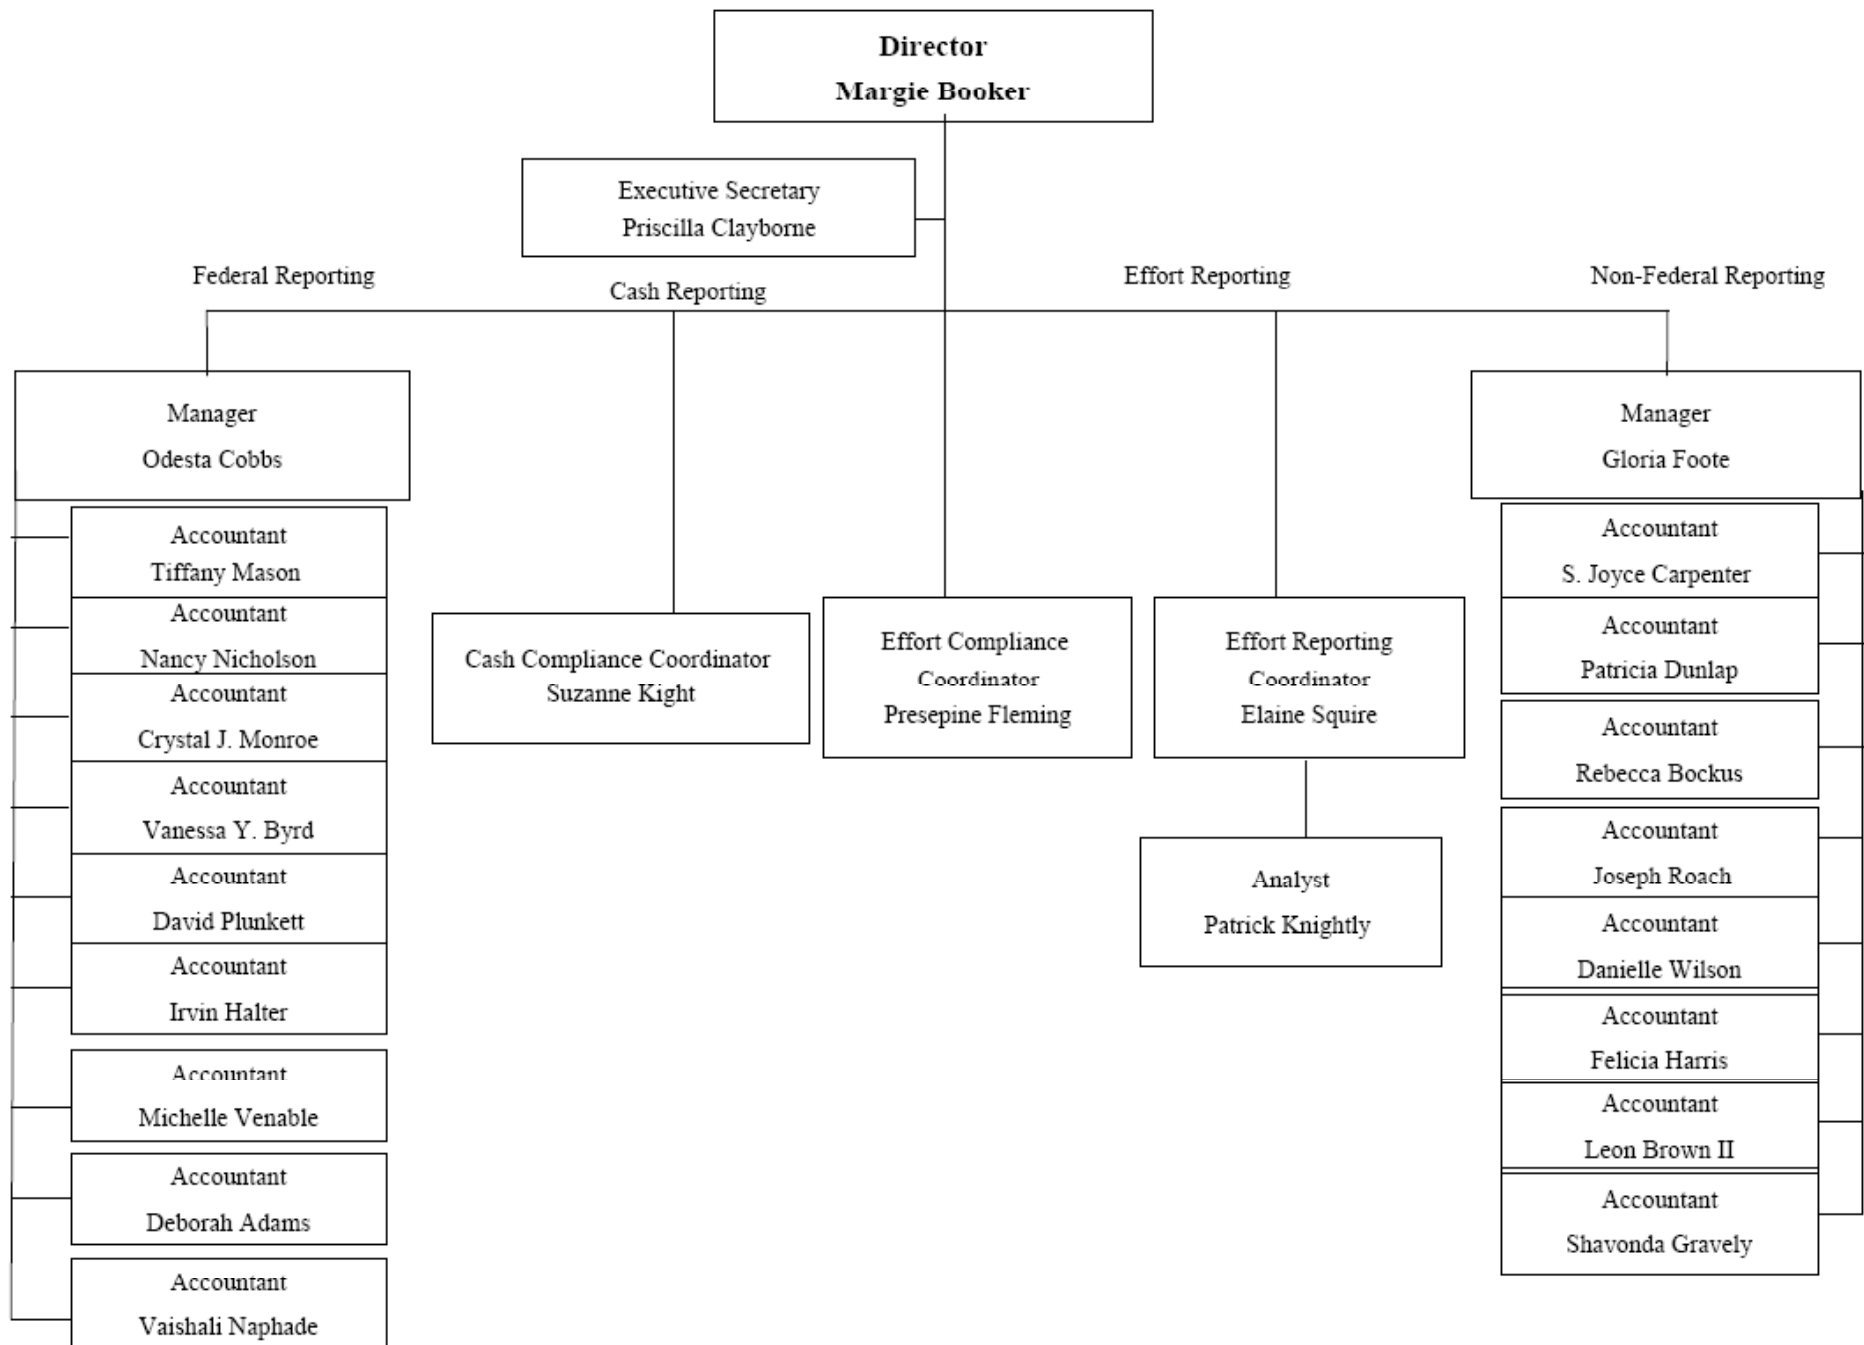 Director
Margie Booker
Executive Secretary
Priscilla Clayborne
Federal Reporting
Cash Reporting
Effort Reporting
Non-Federal Reporting
Manager
Odesta Cobbs
Accountant
Tiffany Mason
Accountant
Nancy Nicholson
Accountant
Crystal J. Monroe
Accountant
Vanessa Y. Byrd
Accountant
David Plunkett
Accountant
Irvin Halter
Accountant
Michelle Venable
Accountant
Deborah Adams
Accountant
Vaishali Naphade
Cash Compliance Coordinator
Suzanne Kight
Effort Compliance
Coordinator
Presepine Fleming
Effort Reporting
Coordinator
Elaine Squire
Analyst
Patrick Knightly
Manager
Gloria Foote
Accountant
S. Joyce Carpenter
Accountant
Patricia Dunlap
Accountant
Rebecca Bockus
Accountant
Joseph Roach
Accountant
Danielle Wilson
Accountant
Felicia Harris
Accountant
Leon Brown II
Accountant
Shavonda Gravely